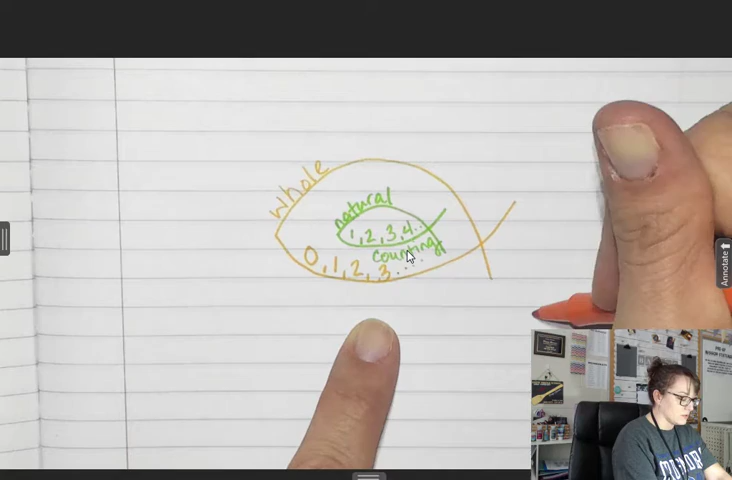 whole
natural
1, 2, 3, 4...
counting
0, 1, 2, 3....
Annotate